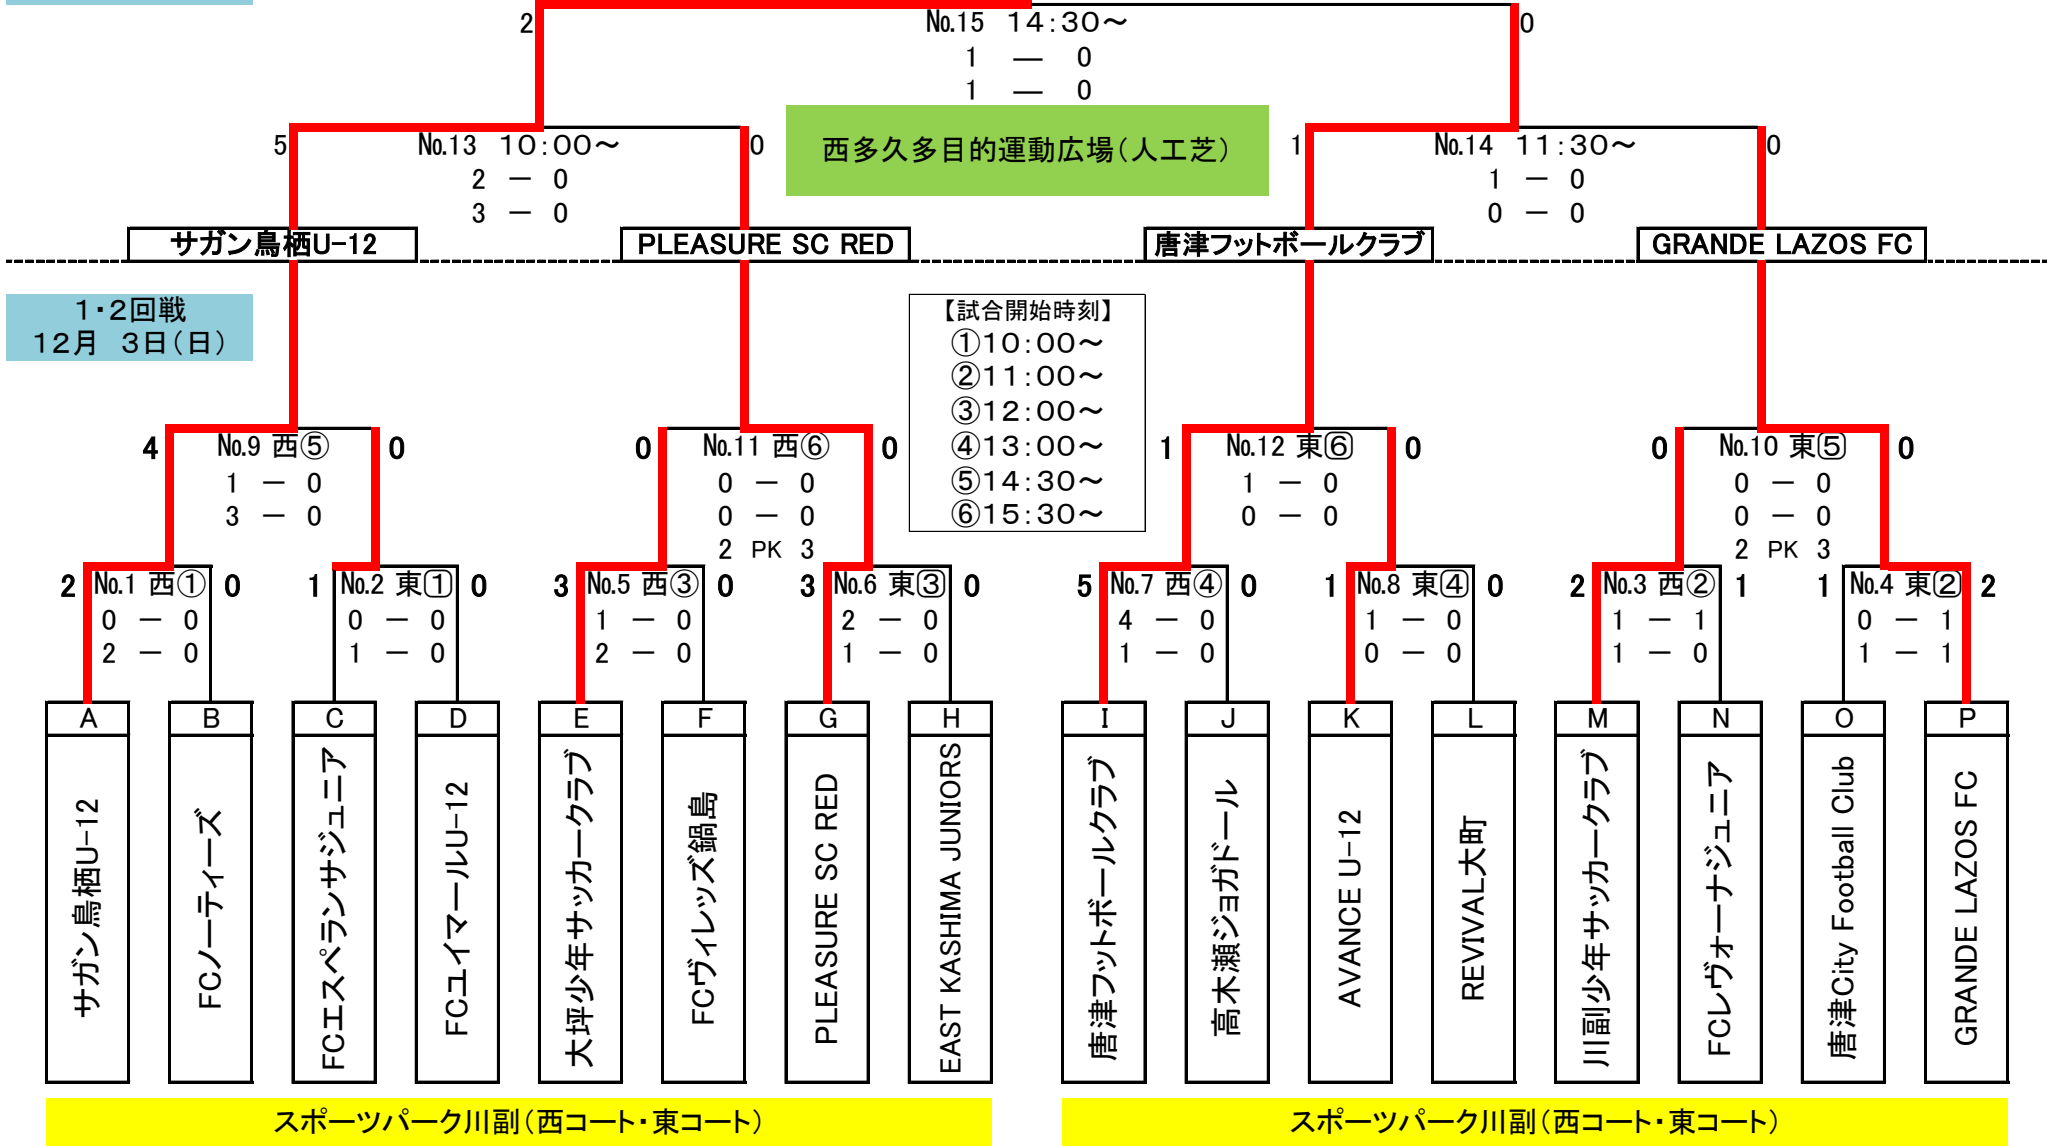 2 No.15 14:30～ 0
1 — 0
1 — 0
5 No.13 10:00～ 0
2 － 0
3 － 0
西多久多目的運動広場(人工芝)
1 No.14 11:30～ 0
1 － 0
0 － 0
サガン鳥栖U-12
PLEASURE SC RED
唐津フットボールクラブ
GRANDE LAZOS FC
1・2回戦
12月 3日(日)
【試合開始時刻】
①10:00～
②11:00～
③12:00～
④13:00～
⑤14:30～
⑥15:30～
4 No.9 西⑤ 0
1 － 0
3 － 0
0 No.11 西⑥ 0
0 － 0
0 － 0
2 PK 3
1 No.12 東⑥ 0
1 － 0
0 － 0
0 No.10 東⑤ 0
0 － 0
0 － 0
2 PK 3
2 No.1 西① 0
0 － 0
2 － 0
1 No.2 東① 0
0 － 0
1 － 0
3 No.5 西③ 0
1 － 0
2 － 0
3 No.6 東③ 0
2 － 0
1 － 0
5 No.7 西④ 0
4 － 0
1 － 0
1 No.8 東④ 0
1 － 0
0 － 0
2 No.3 西② 1
1 － 1
1 － 0
1 No.4 東② 2
0 － 1
1 － 1
A
サガン鳥栖U-12
B
FCノーティーズ
C
FCエスペランサジュニア
D
FCユイマールU-12
E
大坪少年サッカークラブ
F
FCヴィレッズ鍋島
G
PLEASURE SC RED
H
EAST KASHIMA JUNIORS
I
唐津フットボールクラブ
J
高木瀬ジョガドール
K
AVANCE U-12
L
REVIVAL大町
M
川副少年サッカークラブ
N
FCレヴォーナジュニア
O
唐津City Football Club
P
GRANDE LAZOS FC
スポーツパーク川副(西コート・東コート)
スポーツパーク川副(西コート・東コート)